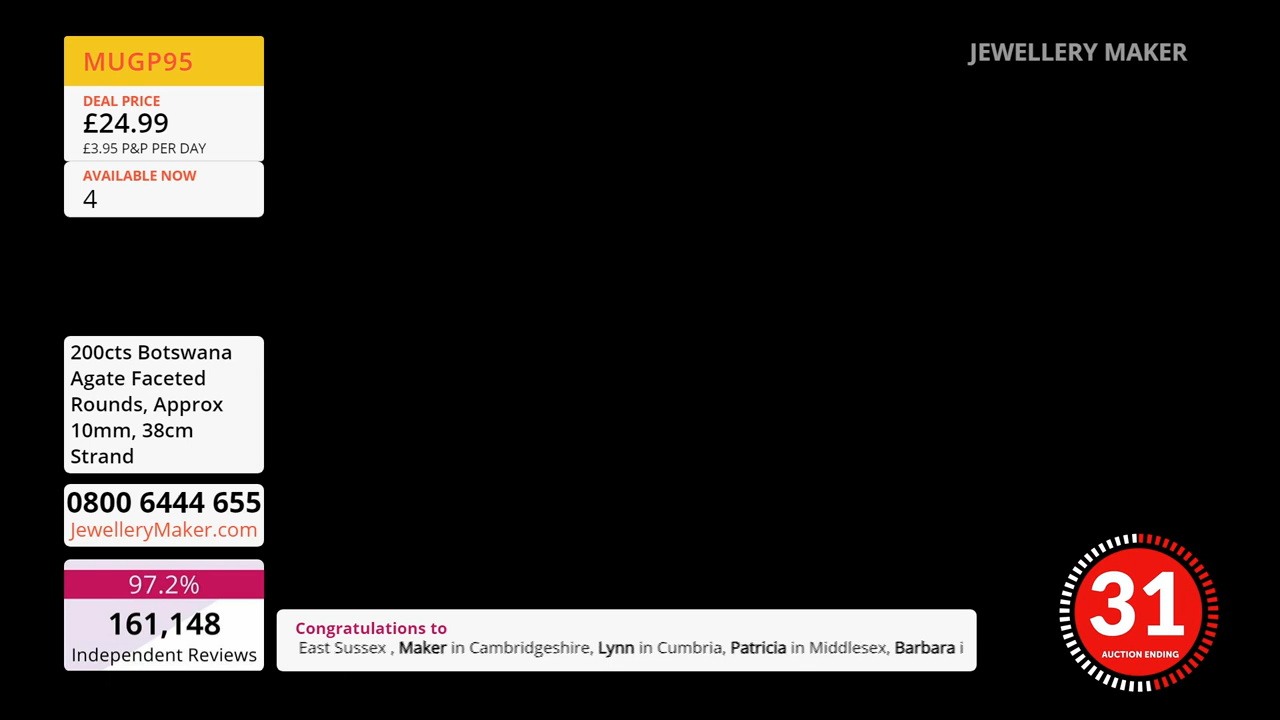 MUGP95
DEAL PRICE
£24.99
£3.95 P&P PER DAY
AVAILABLE NOW
4
JEWELLERY MAKER
200cts Botswana
Agate Faceted
Rounds, Approx
10mm, 38cm
Strand
0800 6444 655
JewelleryMaker.com
97.2%
161,148
Independent Reviews
Congratulations to
East Sussex , Maker in Cambridgeshire, Lynn in Cumbria, Patricia in Middlesex, Barbara i
31
AUCTION ENDING